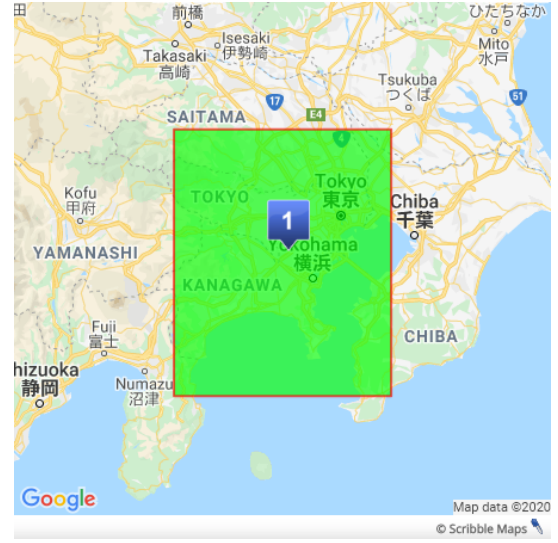 田
前橋
ひたちなか
Isesaki
伊勢崎
Takasaki
高崎
Mito
水戸
Tsukuba
つくば
17
51
SAITAMA
E4
4
Tokyo
東京
TOKYO
Kofu
甲府
Chiba
千葉
1
Yokohama
横浜
YAMANASHI
KANAGAWA
Fuji
富士
CHIBA
hizuoka
静岡
Numazu
沼津
Google
Map data ©2020
© Scribble Maps